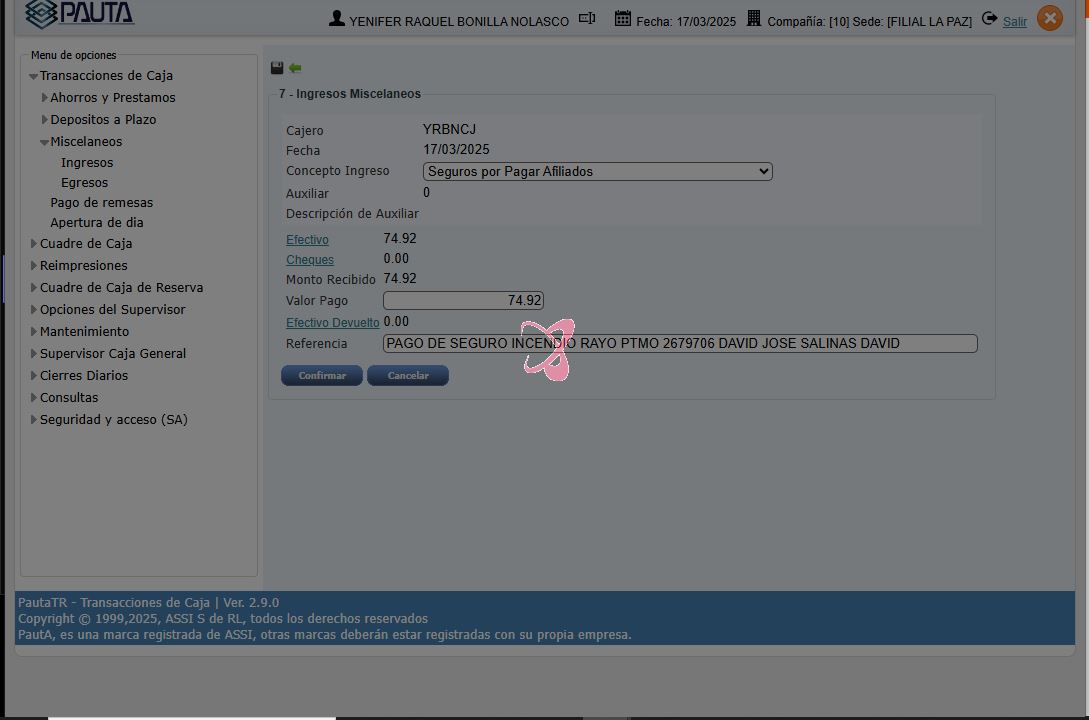 PAUTA
YENIFER RAQUEL BONILLA NOLASCO Fecha: 17/03/2025 Compañía: [10] Sede: [FILIAL LA PAZ] Salir
Menu de opciones
Transacciones de Caja
Ahorros y Prestamos
Depositos a Plazo
Miscelaneos
Ingresos
Egresos
Pago de remesas
Apertura de dia
Cuadre de Caja
Reimpresiones
Cuadre de Caja de Reserva
Opciones del Supervisor
Mantenimiento
Supervisor Caja General
Cierres Diarios
Consultas
Seguridad y acceso (SA)
7 - Ingresos Miscelaneos
Cajero YRBNCJ
Fecha 17/03/2025
Concepto Ingreso Seguros por Pagar Afiliados
Auxiliar 0
Descripción de Auxiliar
Efectivo 74.92
Cheques 0.00
Monto Recibido 74.92
Valor Pago 74.92
Efectivo Devuelto 0.00
Referencia PAGO DE SEGURO INCENDIO RAYO PTMO 2679706 DAVID JOSE SALINAS DAVID
Confirmar Cancelar
PautaTR - Transacciones de Caja | Ver. 2.9.0
Copyright © 1999,2025, ASSI S de RL, todos los derechos reservados
PautA, es una marca registrada de ASSI, otras marcas deberán estar registradas con su propia empresa.